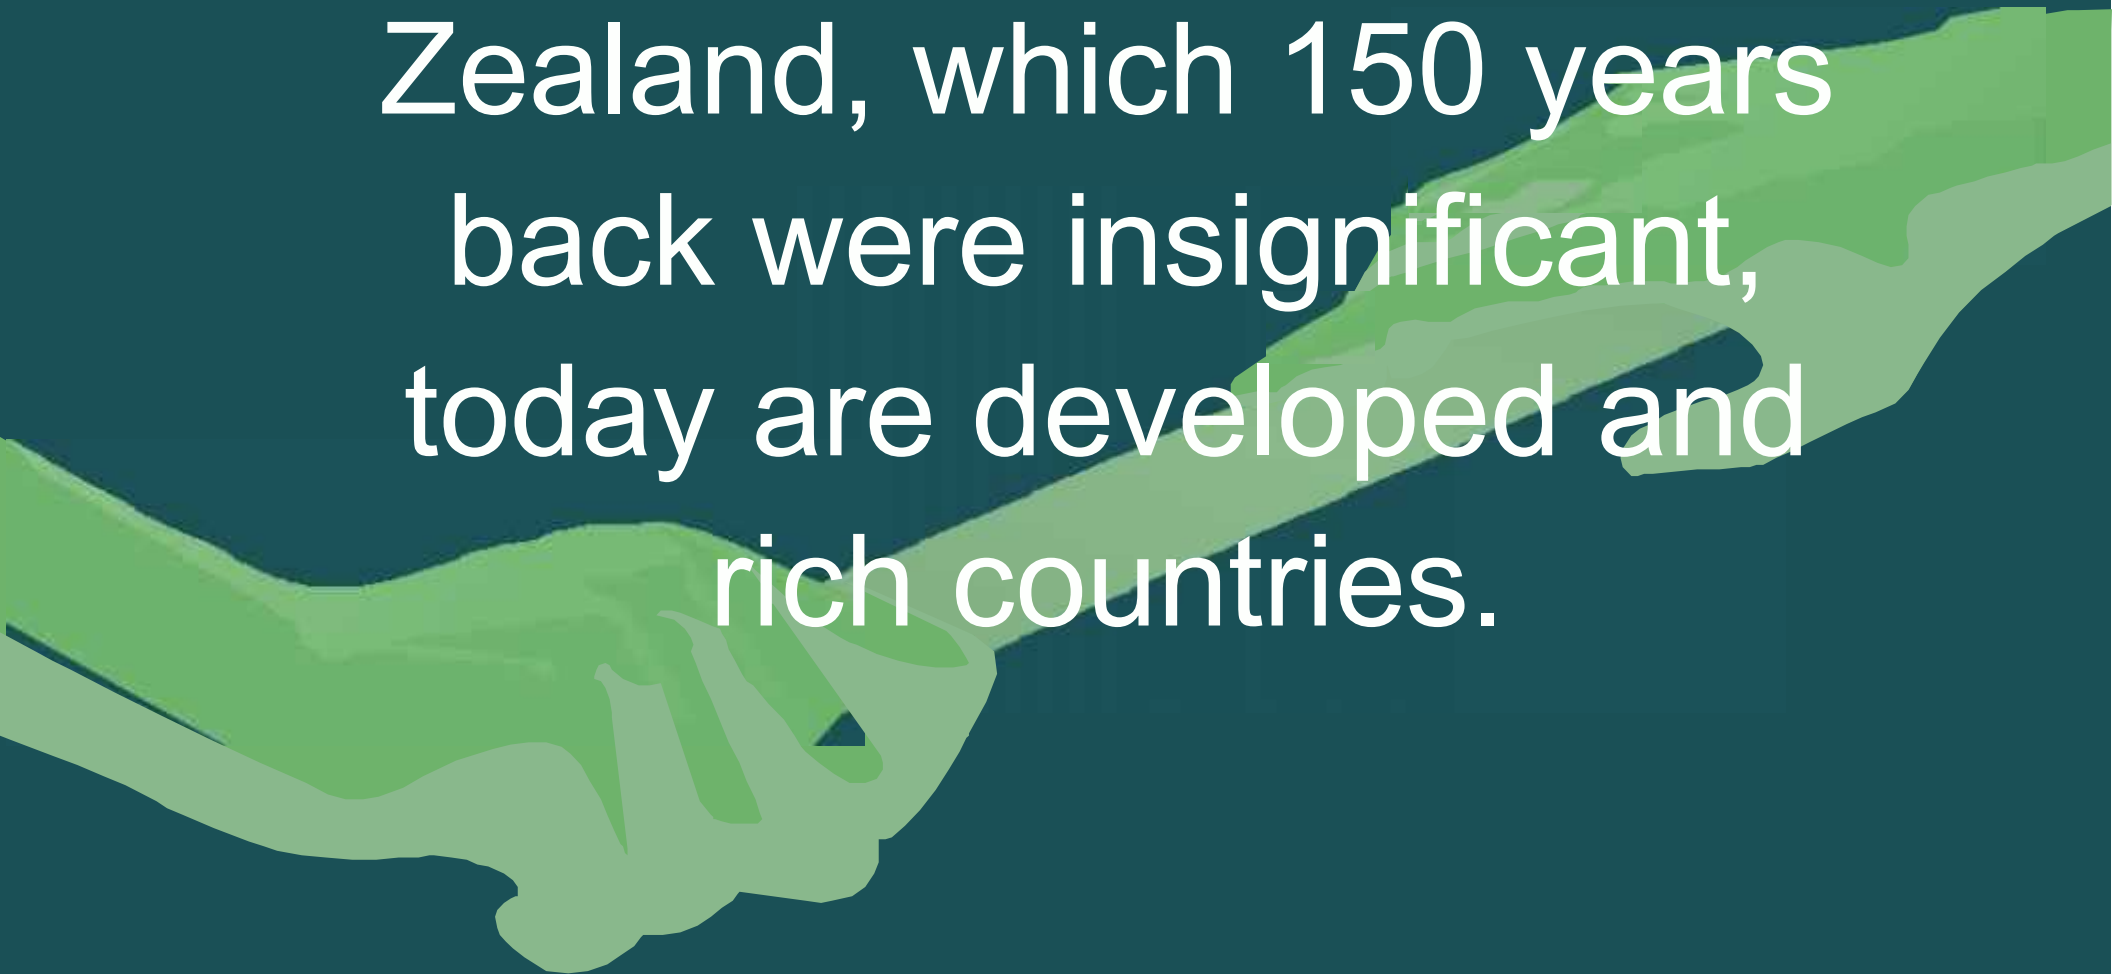 Zealand, which 150 years
back were insignificant,
today are developed and
rich countries.